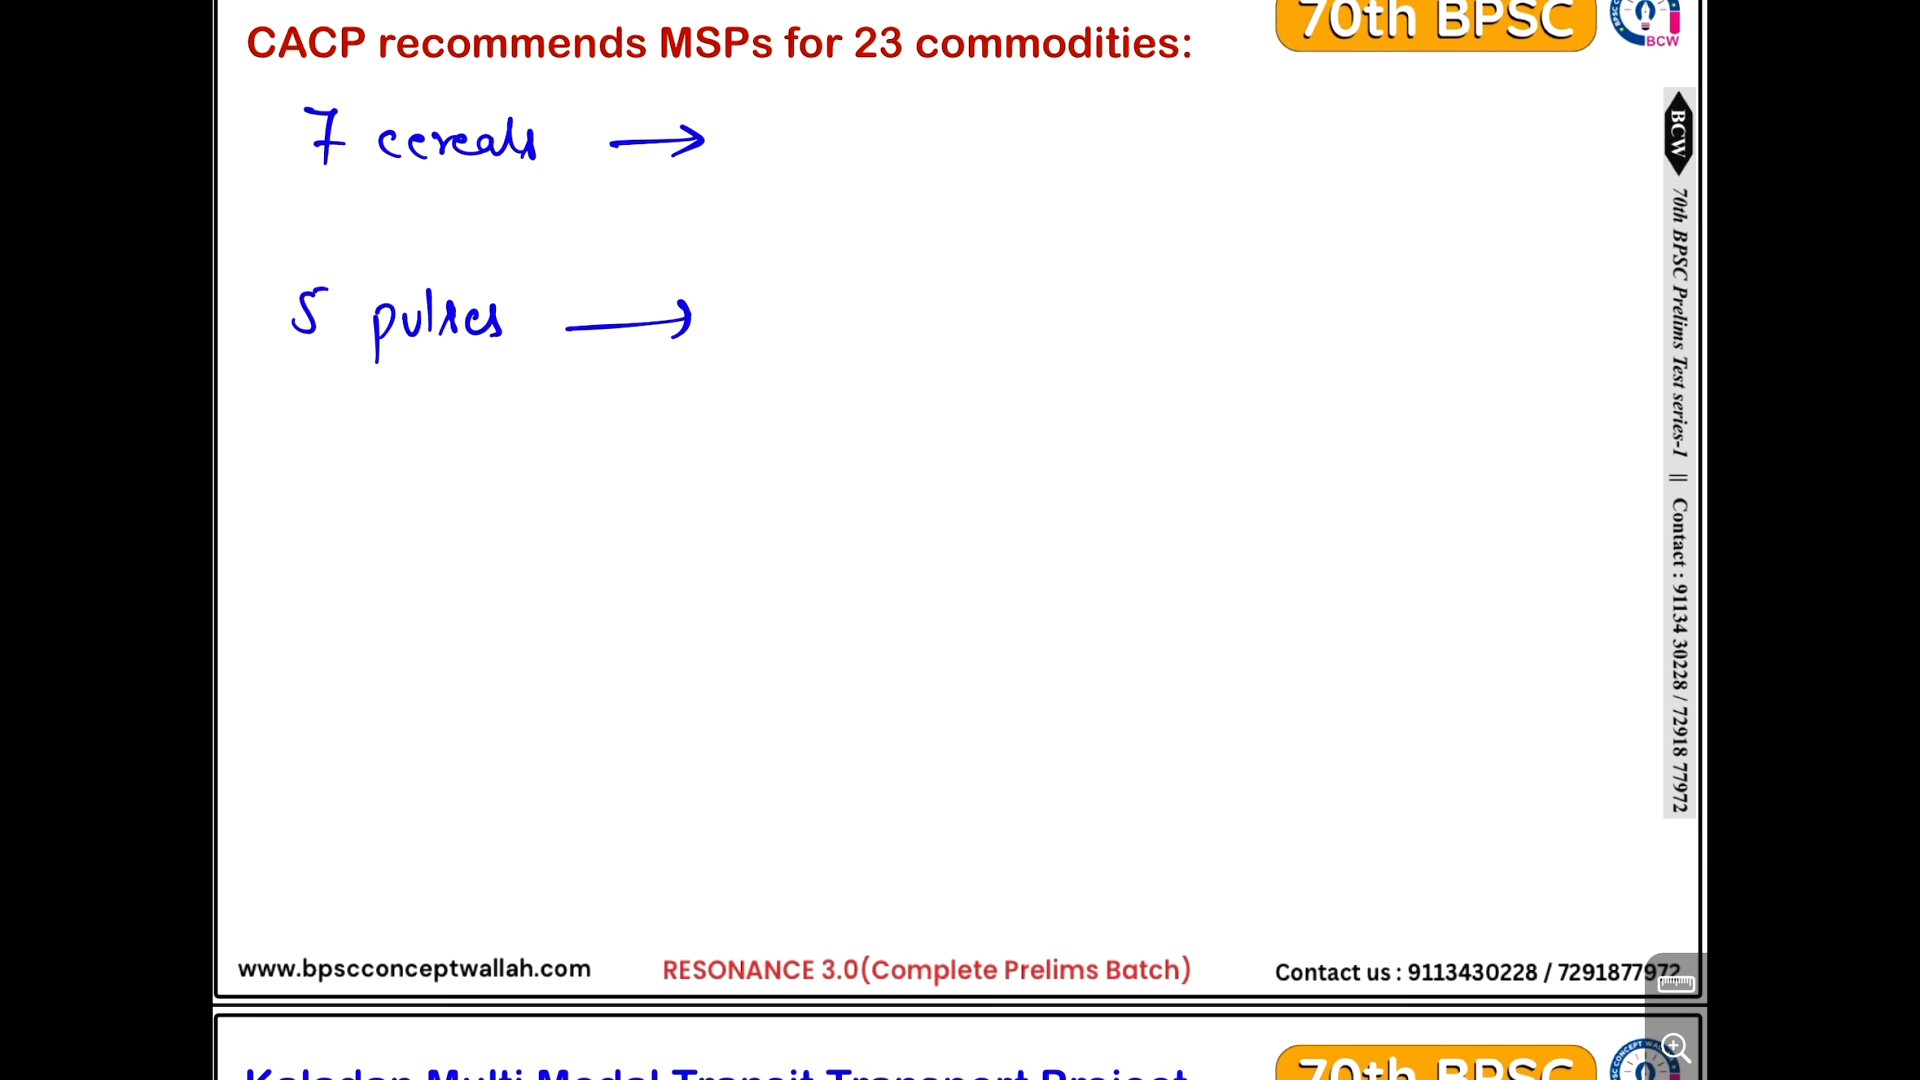 CACP recommends MSPs for 23 commodities:
70th BPSC
BCW
7 cereals →
5 pulses →
BCW 70th BPSC Prelims Test series-1 || Contact : 91134 30228 / 72918 77972
www.bpscconceptwallah.com
RESONANCE 3.0(Complete Prelims Batch)
Contact us : 9113430228 / 7291877972
Kaladan Multi Modal Transit Transport Project
70th BPSC